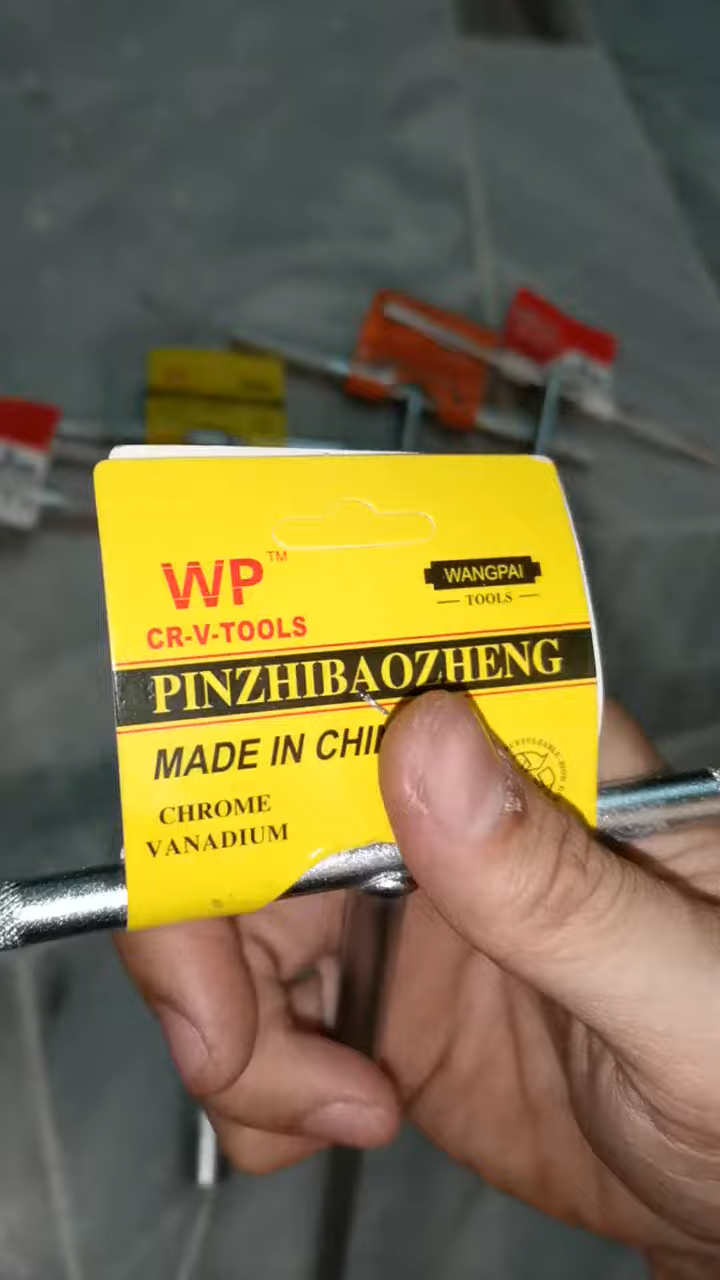 WP™
CR-V-TOOLS
WANGPAI
TOOLS
PINZHIBAOZHENG
MADE IN CHI
CHROME
VANADIUM